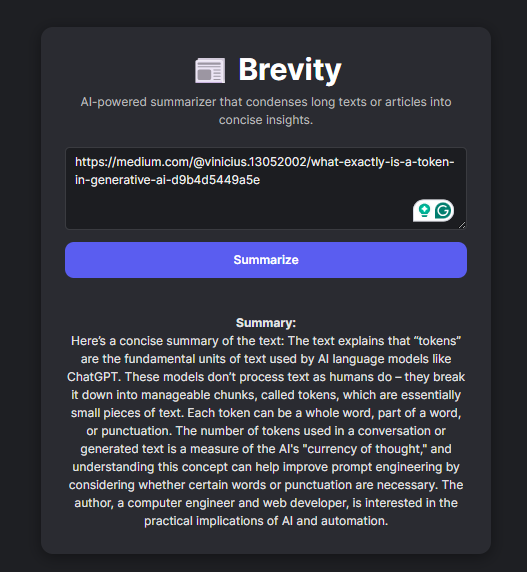 Brevity
AI-powered summarizer that condenses long texts or articles into
concise insights.
https://medium.com/@vinicius.13052002/what-exactly-is-a-token-
in-generative-ai-d9b4d5449a5e
Summarize
Summary:
Here's a concise summary of the text: The text explains that “tokens”
are the fundamental units of text used by AI language models like
ChatGPT. These models don’t process text as humans do – they break
it down into manageable chunks, called tokens, which are essentially
small pieces of text. Each token can be a whole word, part of a word,
or punctuation. The number of tokens used in a conversation or
generated text is a measure of the AI's "currency of thought," and
understanding this concept can help improve prompt engineering by
considering whether certain words or punctuation are necessary. The
author, a computer engineer and web developer, is interested in the
practical implications of AI and automation.